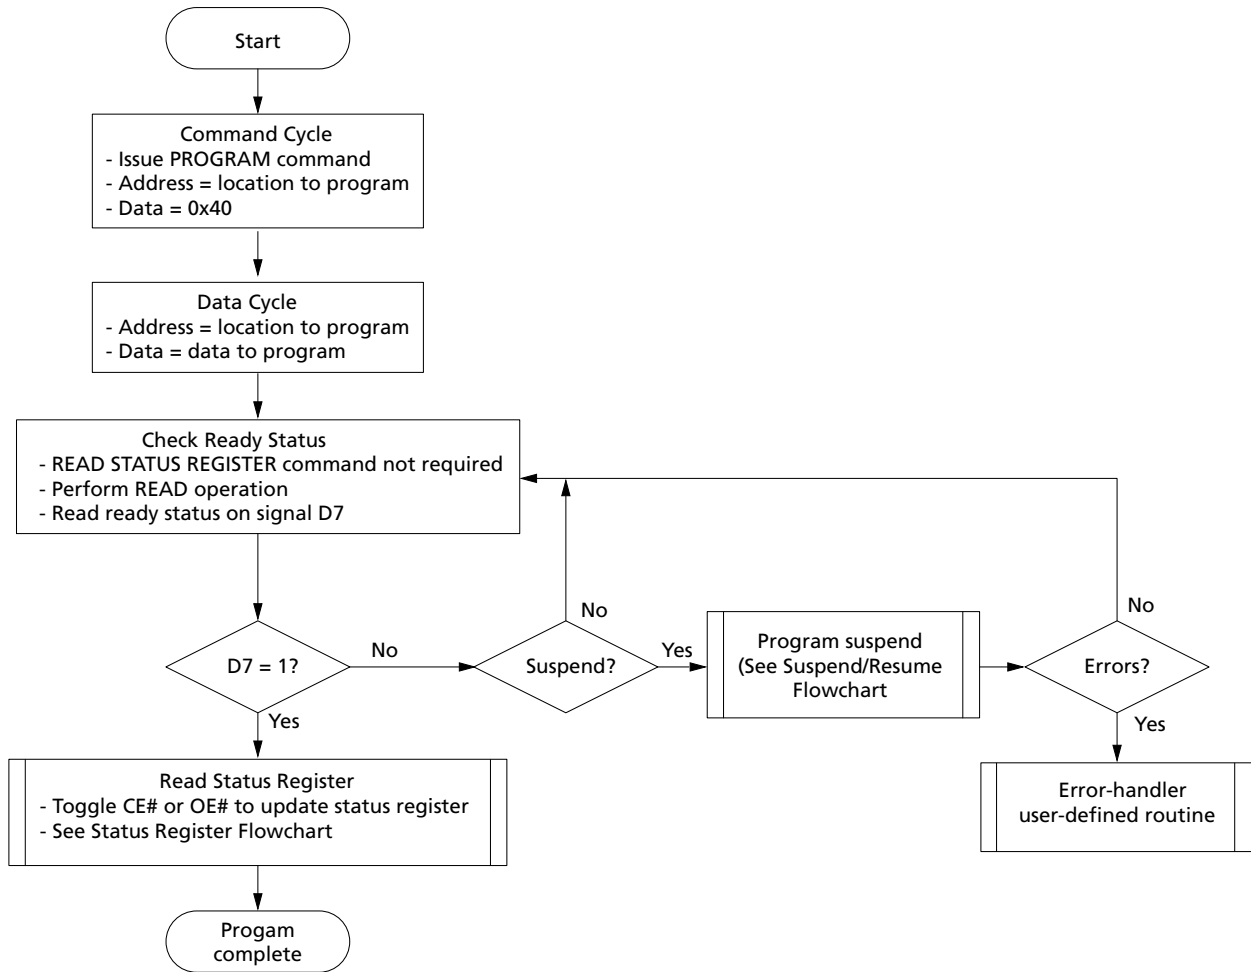 Start
Command Cycle
- Issue PROGRAM command
- Address = location to program
- Data = 0x40
Data Cycle
- Address = location to program
- Data = data to program
Check Ready Status
- READ STATUS REGISTER command not required
- Perform READ operation
- Read ready status on signal D7
D7 = 1?
No
Suspend?
No
Yes
Program suspend
(See Suspend/Resume
Flowchart
Errors?
No
Yes
Error-handler
user-defined routine
Yes
Read Status Register
- Toggle CE# or OE# to update status register
- See Status Register Flowchart
Progam
complete